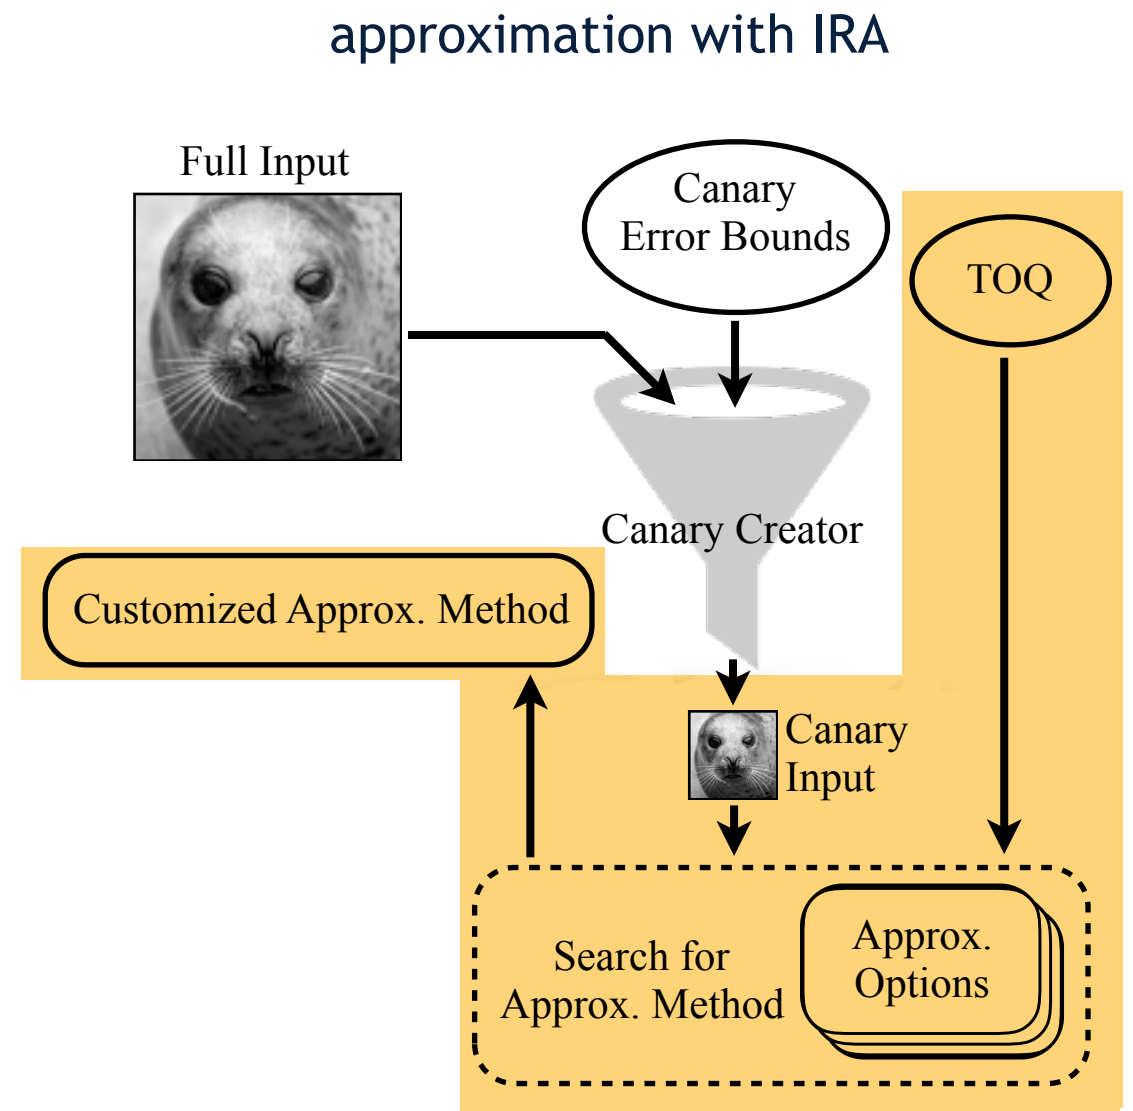 approximation with IRA
Full Input
Canary
Error Bounds
TOQ
Canary Creator
Customized Approx. Method
Canary
Input
Search for
Approx. Method
Approx.
Options